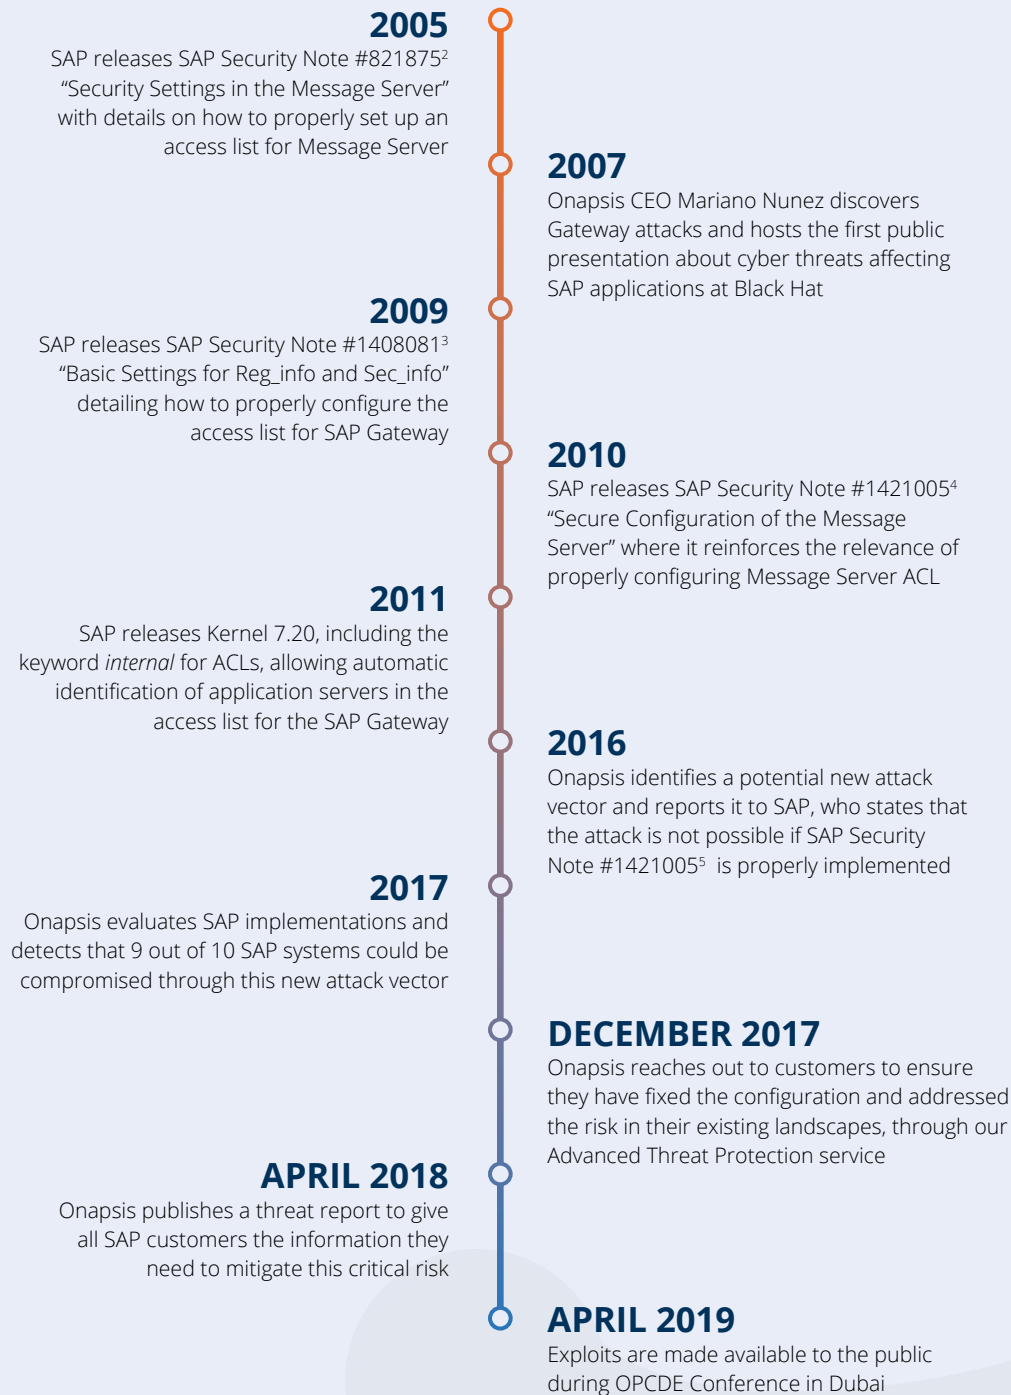 2005
SAP releases SAP Security Note #821875²
“Security Settings in the Message Server”
with details on how to properly set up an
access list for Message Server
2007
Onapsis CEO Mariano Nunez discovers
Gateway attacks and hosts the first public
presentation about cyber threats affecting
SAP applications at Black Hat
2009
SAP releases SAP Security Note #1408081³
“Basic Settings for Reg_info and Sec_info”
detailing how to properly configure the
access list for SAP Gateway
2010
SAP releases SAP Security Note #1421005⁴
“Secure Configuration of the Message
Server” where it reinforces the relevance of
properly configuring Message Server ACL
2011
SAP releases Kernel 7.20, including the
keyword internal for ACLs, allowing automatic
identification of application servers in the
access list for the SAP Gateway
2016
Onapsis identifies a potential new attack
vector and reports it to SAP, who states that
the attack is not possible if SAP Security
Note #1421005⁵ is properly implemented
2017
Onapsis evaluates SAP implementations and
detects that 9 out of 10 SAP systems could be
compromised through this new attack vector
DECEMBER 2017
Onapsis reaches out to customers to ensure
they have fixed the configuration and addressed
the risk in their existing landscapes, through our
Advanced Threat Protection service
APRIL 2018
Onapsis publishes a threat report to give
all SAP customers the information they
need to mitigate this critical risk
APRIL 2019
Exploits are made available to the public
during OPCDE Conference in Dubai